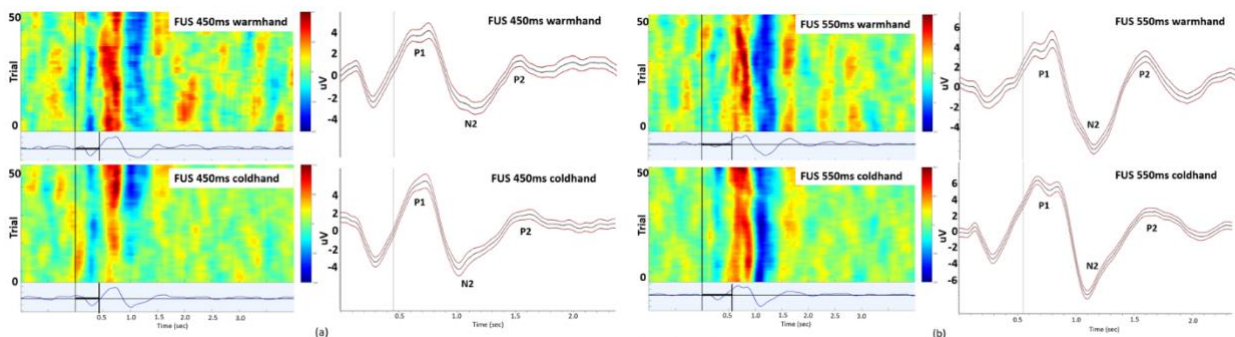 50
Trial
0
FUS 450ms warmhand
50
Trial
0
FUS 450ms coldhand
0.5 1.0 1.5 2.0 2.5 3.0
Time (sec)
FUS 450ms warmhand
4
2
0
-2
-4
uV
P1
N2
P2
FUS 450ms coldhand
4
2
0
-2
-4
uV
P1
N2
P2
0.5 1.0 1.5 2.0
Time (sec)
(a)
50
Trial
0
FUS 550ms warmhand
50
Trial
0
FUS 550ms coldhand
0.5 1.0 1.5 2.0 2.5 3.0
Time (sec)
FUS 550ms warmhand
6
4
2
0
-2
-4
uV
P1
N2
P2
FUS 550ms coldhand
6
4
2
0
-2
-4
-6
uV
P1
N2
P2
0.5 1.0 1.5 2.0
Time (sec)
(b)